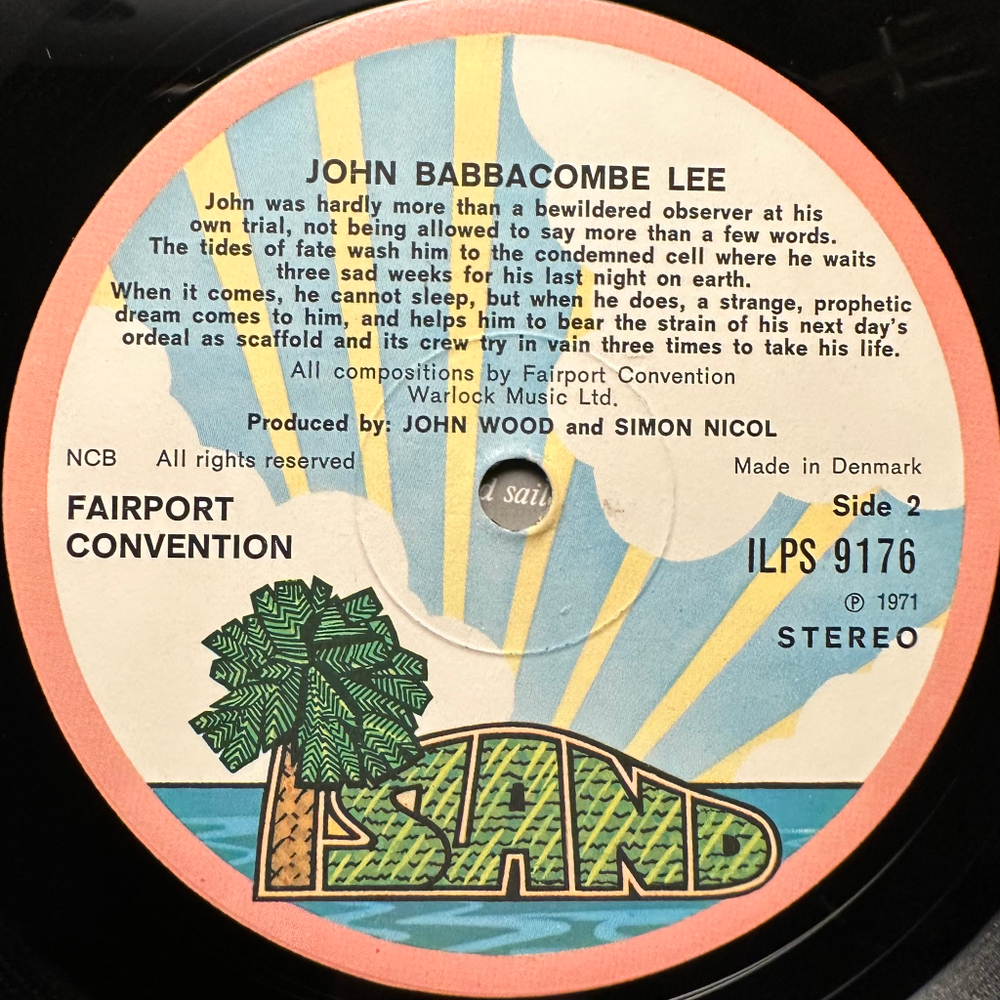 JOHN BABBACOMBE LEE
John was hardly more than a bewildered observer at his
own trial, not being allowed to say more than a few words.
The tides of fate wash him to the condemned cell where he waits
three sad weeks for his last night on earth.
When it comes, he cannot sleep, but when he does, a strange, prophetic
dream comes to him, and helps him to bear the strain of his next day's
ordeal as scaffold and its crew try in vain three times to take his life.
All compositions by Fairport Convention
Warlock Music Ltd.
Produced by: JOHN WOOD and SIMON NICOL
NCB All rights reserved
Made in Denmark
d sail
FAIRPORT
CONVENTION
Side 2
ILPS 9176
℗ 1971
STEREO
ISLAND